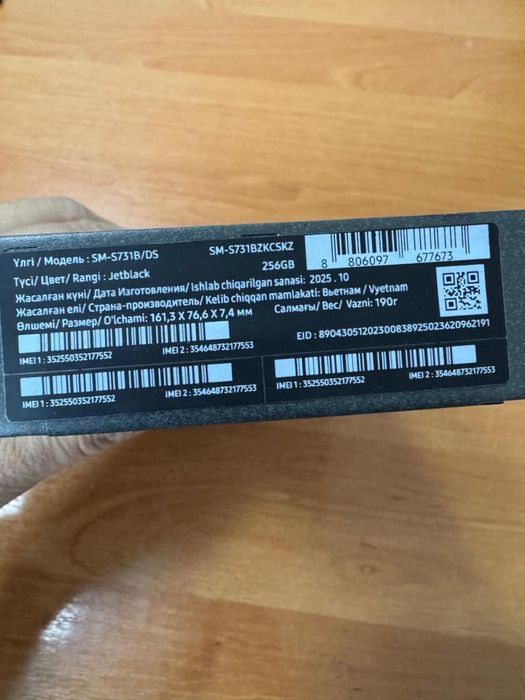 Үлгі / Модель : SM-S731B/DS
SM-S731BZKCSKZ
8 806097 677673
Түсі/ Цвет/ Rangi : Jetblack
256GB
Жасалған күні/ Дата Изготовления/ Ishlab chiqarilgan sanasi: 2025 . 10
Жасалған елі/ Страна-производитель/ Kelib chiqqan mamlakati: Вьетнам / Vyetnam
Өлшемі/ Размер/ O'lchami: 161,3 X 76,6 X 7,4 мм
Салмағы/ Вес/ Vazni: 190г
IMEI 1 : 352550352177552
IMEI 2 : 354648732177553
EID : 89043051202300838925023620962191
IMEI 1 : 352550352177552
IMEI 2 : 354648732177553
IMEI 1 : 352550352177552
IMEI 2 : 354648732177553